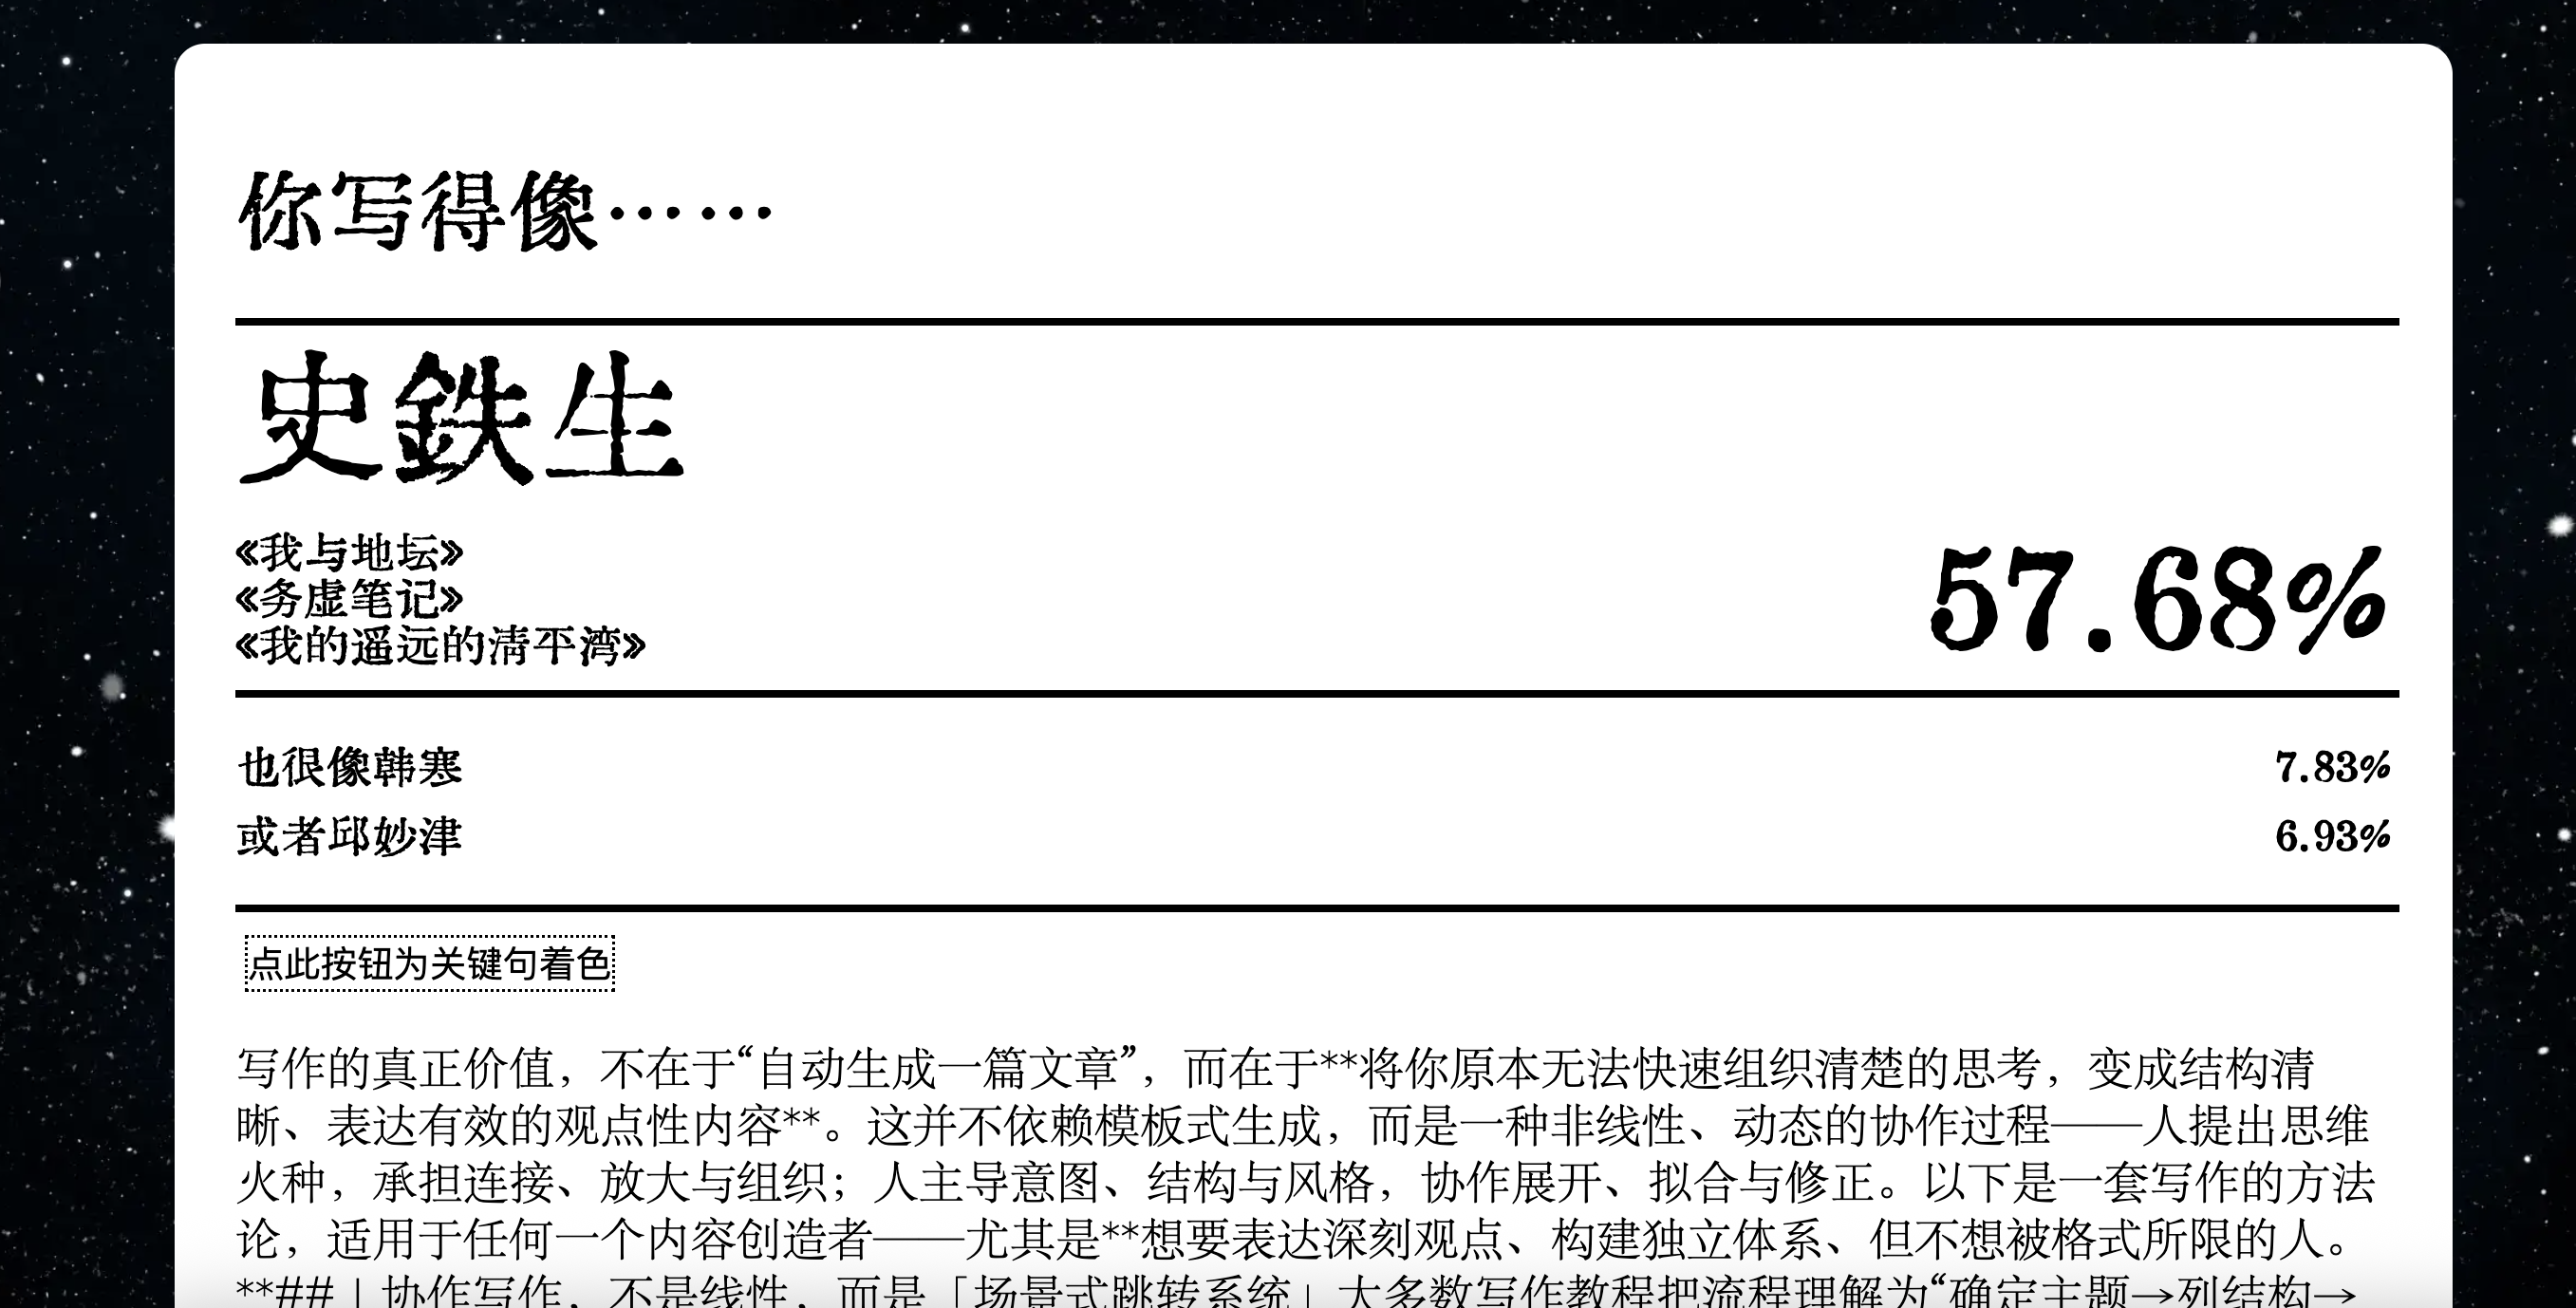 你写得像……
史鉄生
《我与地坛》
《务虚笔记》
《我的遥远的清平湾》
57.68%
也很像韩寒
7.83%
或者邱妙津
6.93%
点此按钮为关键句着色
写作的真正价值，不在于“自动生成一篇文章”，而在于**将你原本无法快速组织清楚的思考，变成结构清
晰、表达有效的观点性内容**。这并不依赖模板式生成，而是一种非线性、动态的协作过程——人提出思维
火种，承担连接、放大与组织；人主导意图、结构与风格，协作展开、拟合与修正。以下是一套写作的方法
论，适用于任何一个内容创造者——尤其是**想要表达深刻观点、构建独立体系、但不想被格式所限的人。
**## | 协作写作，不是线性，而是「场景式跳转系统」大多数写作教程把流程理解为“确定主题→列结构→